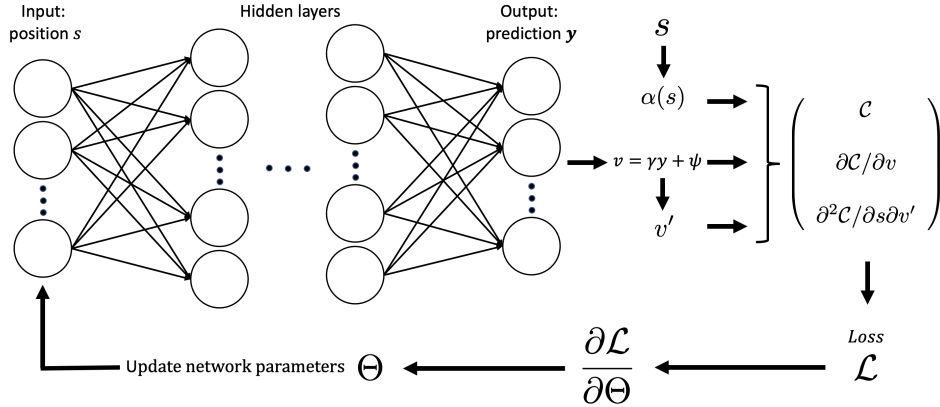 Input:
position s
Hidden layers
Output:
prediction y
s
α(s)
v = γy + ψ
v′
𝒞
∂𝒞/∂v
∂²𝒞/∂s∂v′
Loss
ℒ
∂ℒ
∂Θ
Update network parameters Θ